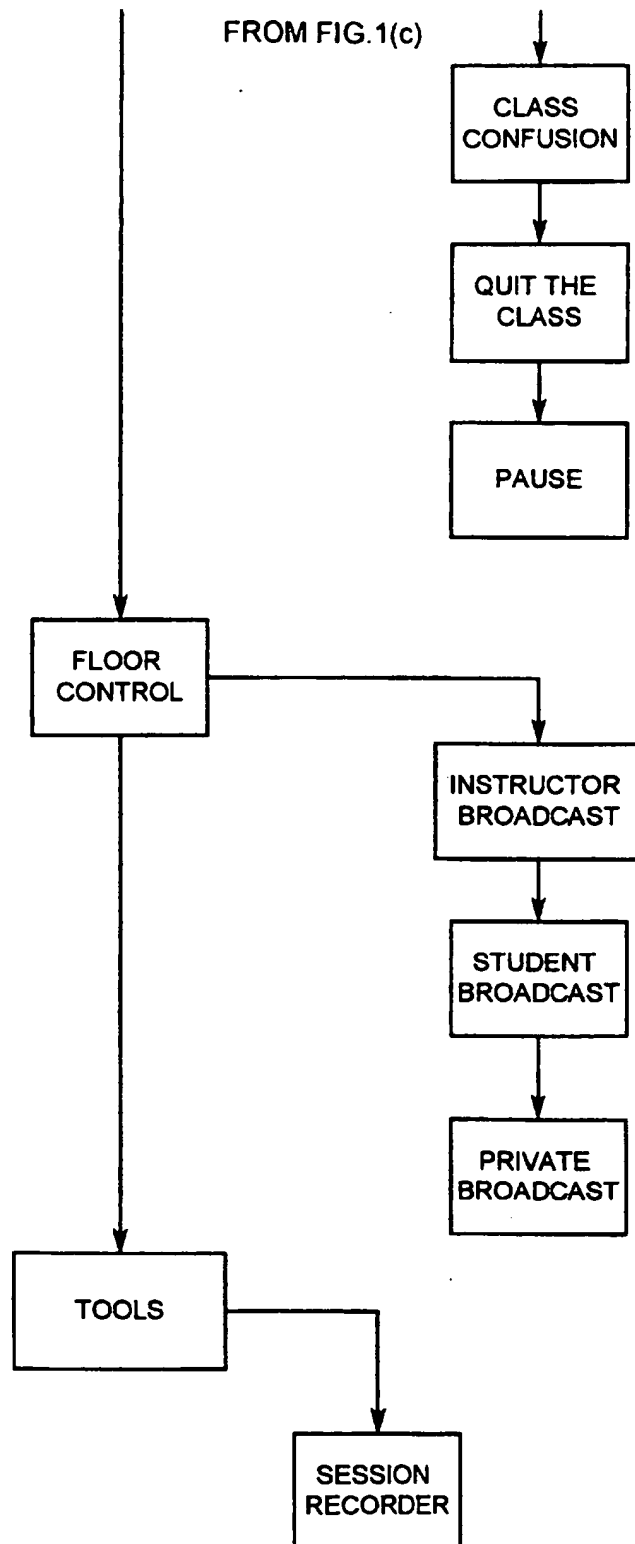 FROM FIG.1(c)
CLASS
CONFUSION
QUIT THE
CLASS
PAUSE
FLOOR
CONTROL
INSTRUCTOR
BROADCAST
STUDENT
BROADCAST
PRIVATE
BROADCAST
TOOLS
SESSION
RECORDER